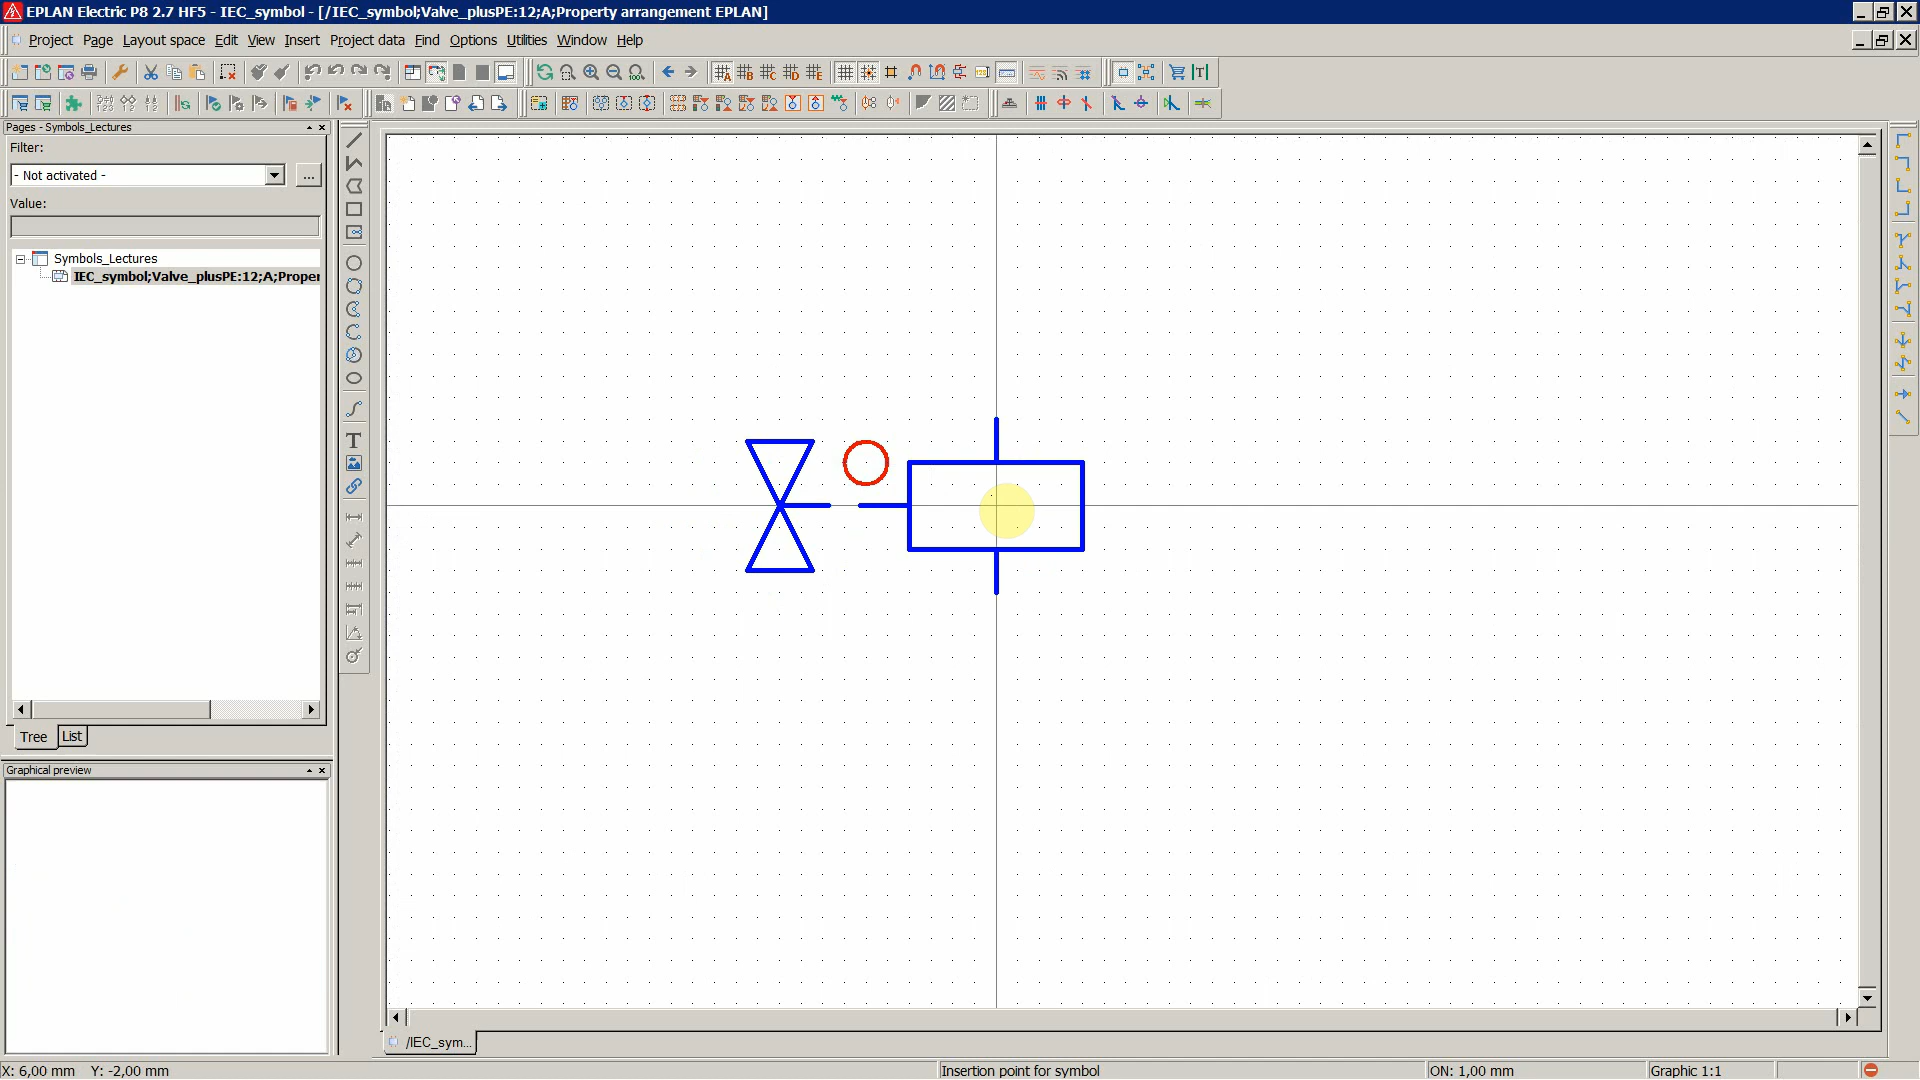 EPLAN Electric P8 2.7 HF5 - IEC_symbol - [/IEC_symbol;Valve_plusPE:12;A;Property arrangement EPLAN]
Project Page Layout space Edit View Insert Project data Find Options Utilities Window Help
Pages - Symbols_Lectures
Filter:
- Not activated -
...
Value:
Symbols_Lectures
IEC_symbol;Valve_plusPE:12;A;Proper
Tree List
Graphical preview
/IEC_sym...
X: 6,00 mm Y: -2,00 mm
Insertion point for symbol
ON: 1,00 mm
Graphic 1:1